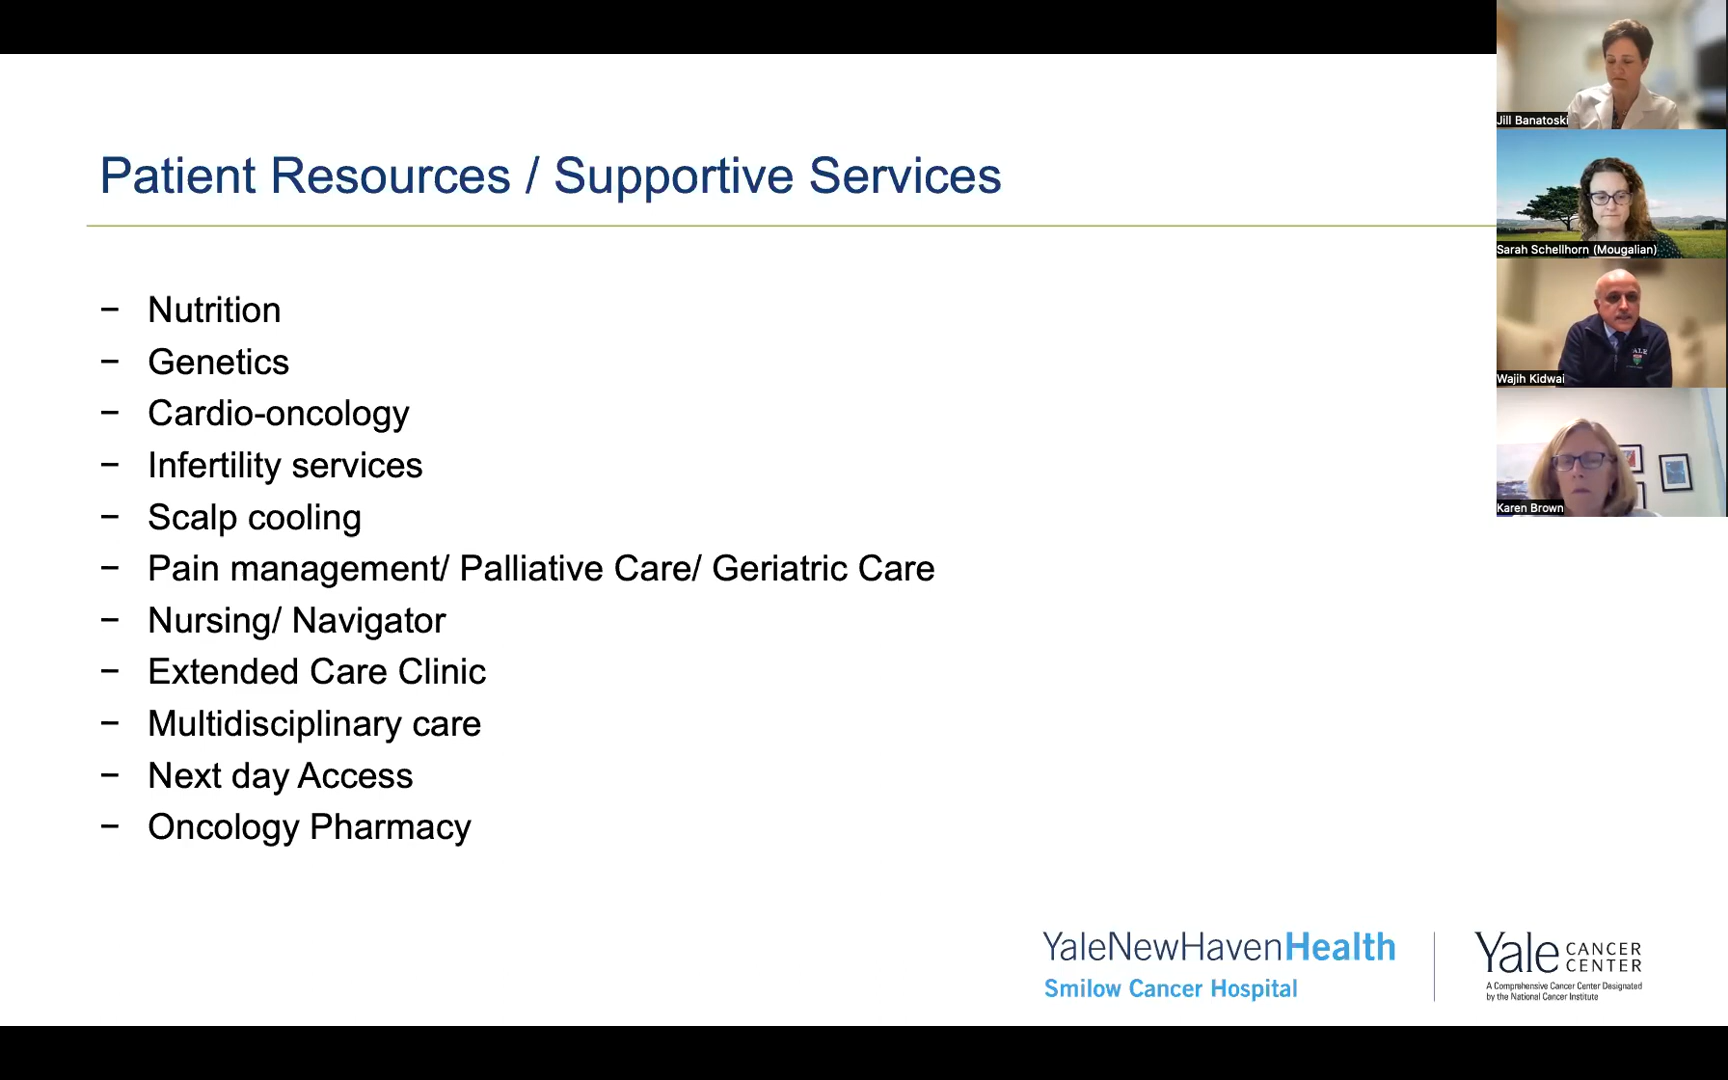 Patient Resources / Supportive Services
− Nutrition
− Genetics
− Cardio-oncology
− Infertility services
− Scalp cooling
− Pain management/ Palliative Care/ Geriatric Care
− Nursing/ Navigator
− Extended Care Clinic
− Multidisciplinary care
− Next day Access
− Oncology Pharmacy
YaleNewHavenHealth
Smilow Cancer Hospital
Yale CANCER CENTER
A Comprehensive Cancer Center Designated
by the National Cancer Institute
Jill Banatoski
Sarah Schellhorn (Mougalian)
YALE
Wajih Kidwai
Karen Brown